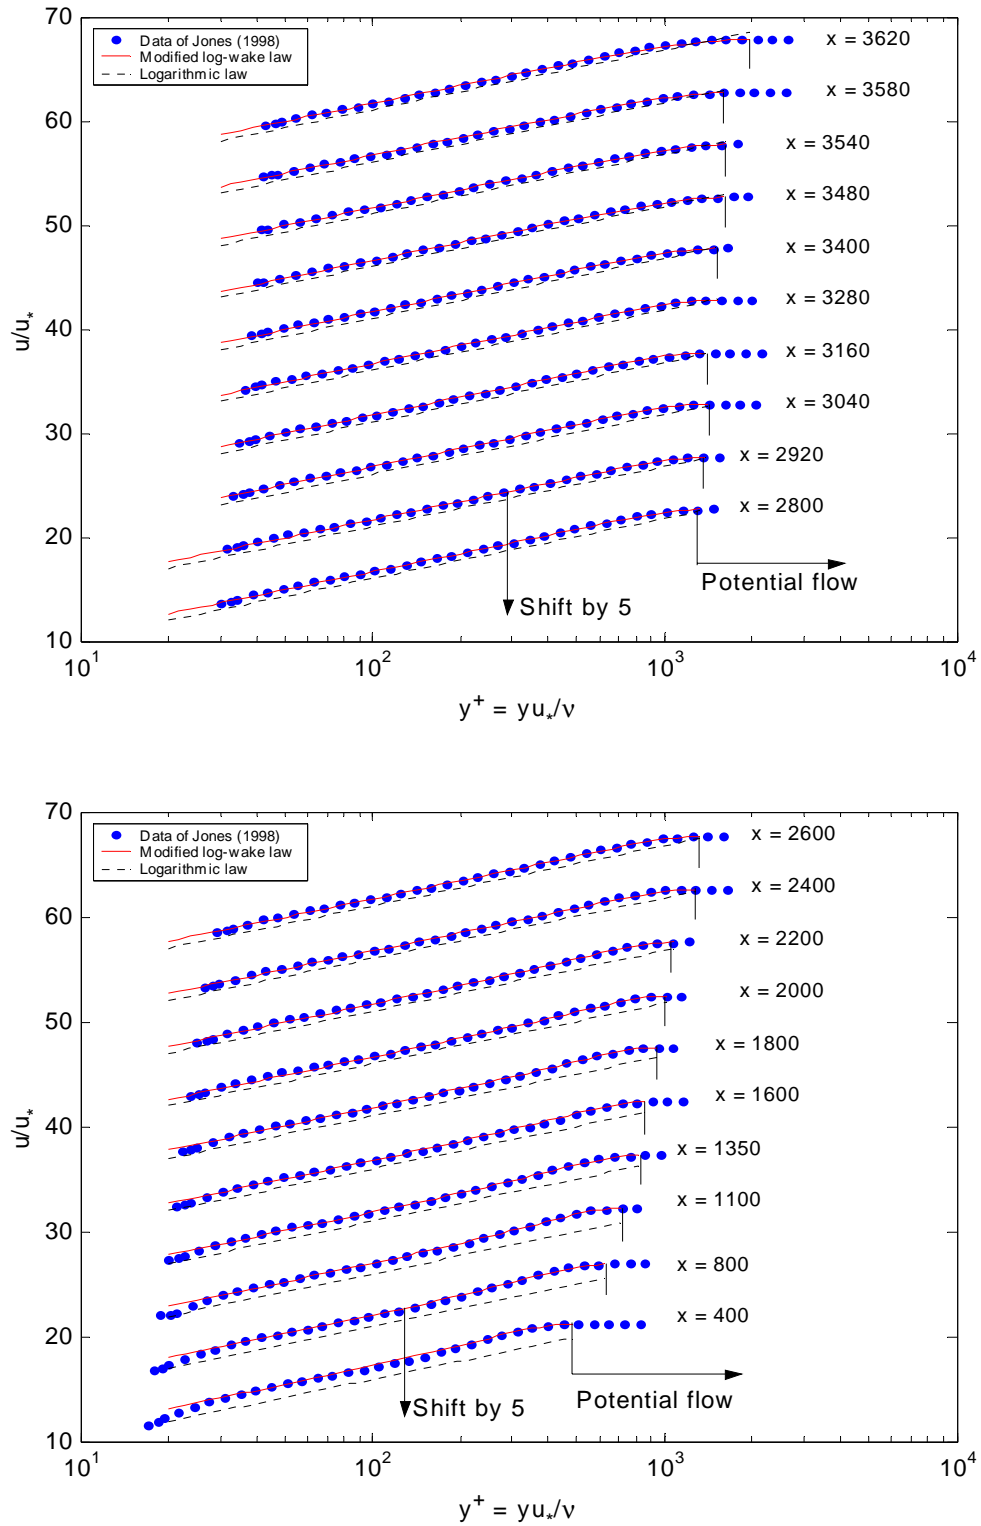 70
60
50
40
30
20
10
u/u*
Data of Jones (1998)
Modified log-wake law
Logarithmic law
x = 3620
x = 3580
x = 3540
x = 3480
x = 3400
x = 3280
x = 3160
x = 3040
x = 2920
x = 2800
Potential flow
Shift by 5
10^1
10^2
10^3
10^4
y^+ = yu*/ν
70
60
50
40
30
20
10
u/u*
Data of Jones (1998)
Modified log-wake law
Logarithmic law
x = 2600
x = 2400
x = 2200
x = 2000
x = 1800
x = 1600
x = 1350
x = 1100
x = 800
x = 400
Potential flow
Shift by 5
10^1
10^2
10^3
10^4
y^+ = yu*/ν